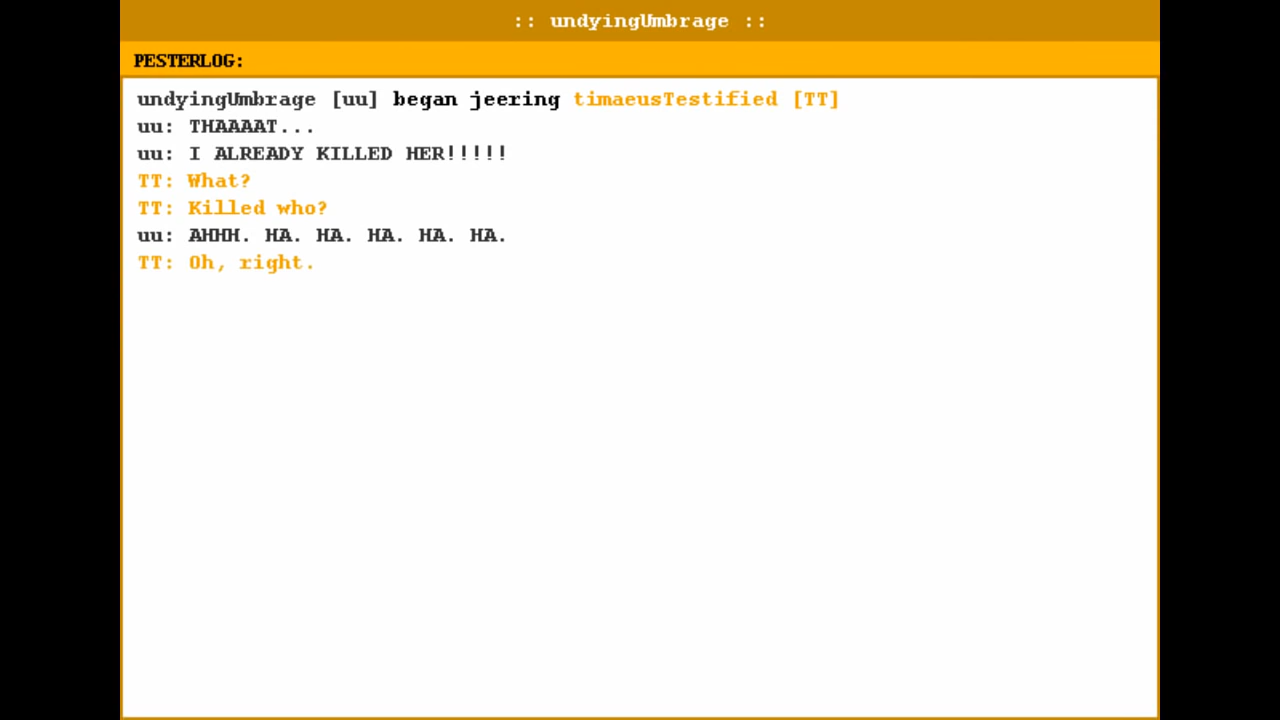 :: undyingUmbrage ::
PESTERLOG:
undyingUmbrage [uu] began jeering timaeusTestified [TT]
uu: THAAAAT...
uu: I ALREADY KILLED HER!!!!!
TT: What?
TT: Killed who?
uu: AHHH. HA. HA. HA. HA. HA.
TT: Oh, right.